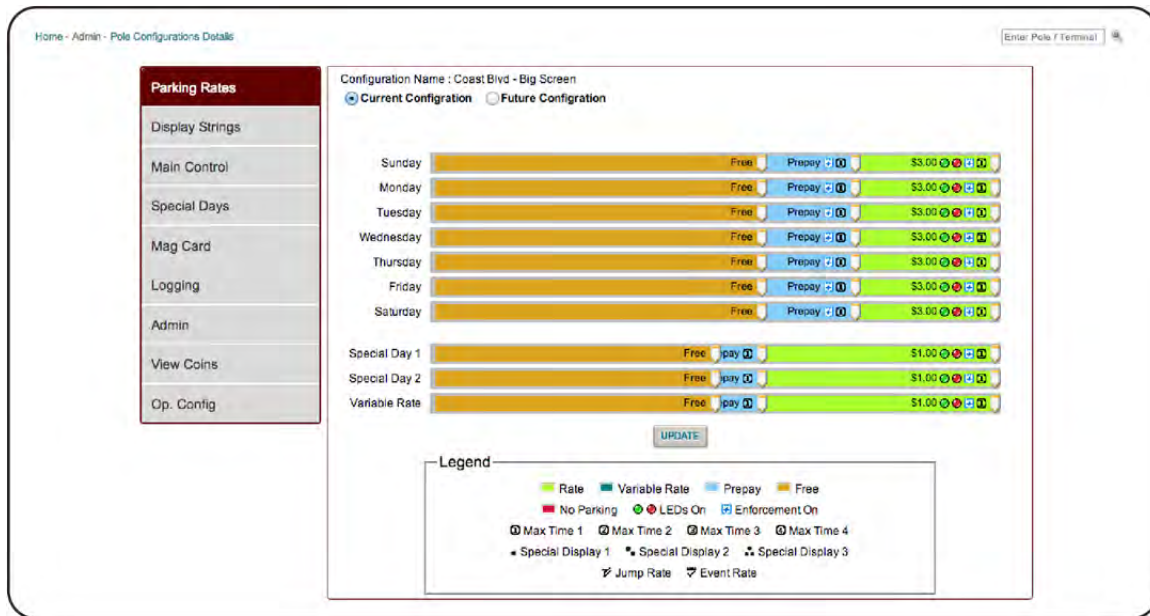 Home - Admin - Pole Configurations Details
Enter Pole / Terminal
Parking Rates
Display Strings
Main Control
Special Days
Mag Card
Logging
Admin
View Coins
Op. Config
Configuration Name : Coast Blvd - Big Screen
Current Configration Future Configration
Sunday Free Prepay $3.00
Monday Free Prepay $3.00
Tuesday Free Prepay $3.00
Wednesday Free Prepay $3.00
Thursday Free Prepay $3.00
Friday Free Prepay $3.00
Saturday Free Prepay $3.00
Special Day 1 Free pay $1.00
Special Day 2 Free pay $1.00
Variable Rate Free pay $1.00
UPDATE
Legend
Rate Variable Rate Prepay Free
No Parking LEDs On Enforcement On
Max Time 1 Max Time 2 Max Time 3 Max Time 4
Special Display 1 Special Display 2 Special Display 3
Jump Rate Event Rate